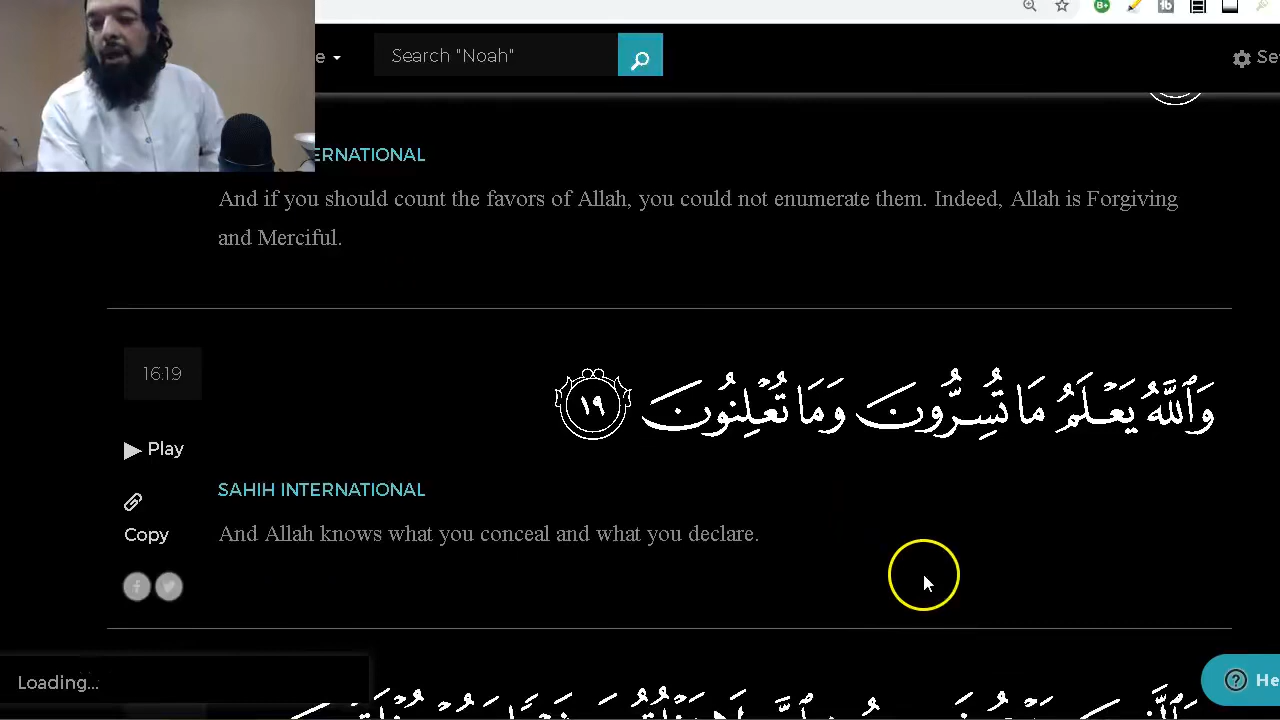 e
Search "Noah"
Se
ERNATIONAL
And if you should count the favors of Allah, you could not enumerate them. Indeed, Allah is Forgiving
and Merciful.
16:19
وَٱللَّهُ يَعْلَمُ مَا تُسِرُّونَ وَمَا تُعْلِنُونَ ١٩
Play
SAHIH INTERNATIONAL
Copy
And Allah knows what you conceal and what you declare.
Loading...
He